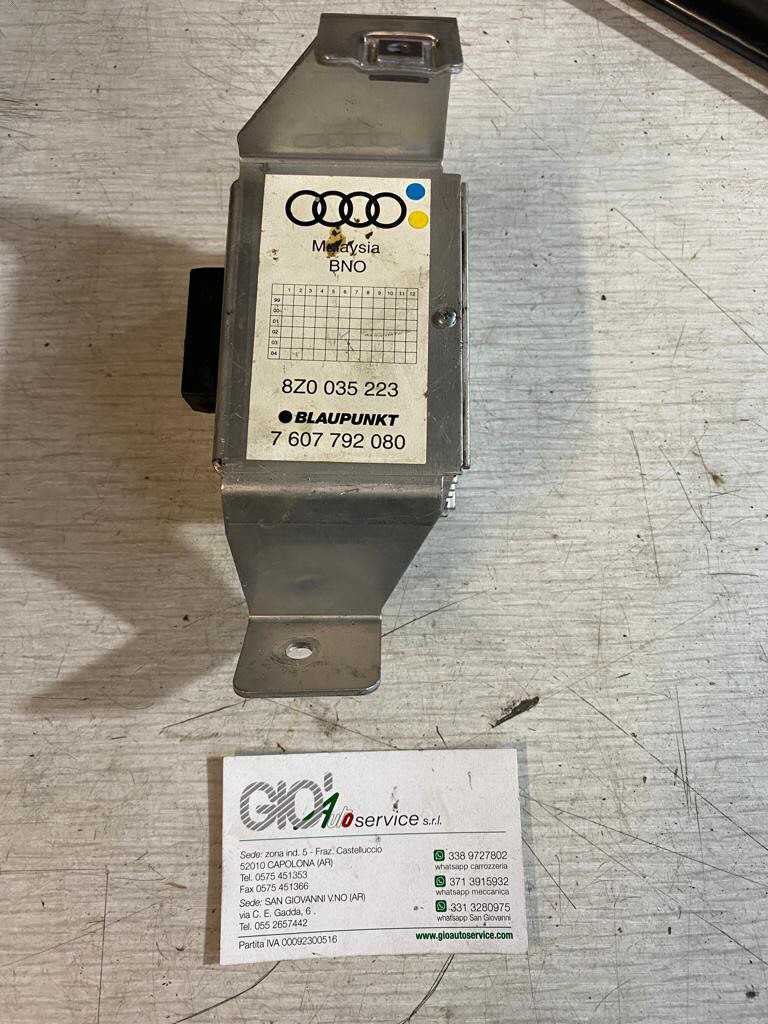 Malaysia
BNO
1 2 3 4 5 6 7 8 9 10 11 12
99
00
01
02
03
04
8Z0 035 223
BLAUPUNKT
7 607 792 080
GIO' Autoservice s.r.l.
Sede: zona ind. 5 - Fraz. Castelluccio
52010 CAPOLONA (AR)
Tel. 0575 451353
Fax 0575 451366
Sede: SAN GIOVANNI V.NO (AR)
via C. E. Gadda, 6 .
Tel. 055 2657442
Partita IVA 00092300516
338 9727802
whatsapp carrozzeria
371 3915932
whatsapp meccanica
331 3280975
whatsapp San Giovanni
www.gioautoservice.com